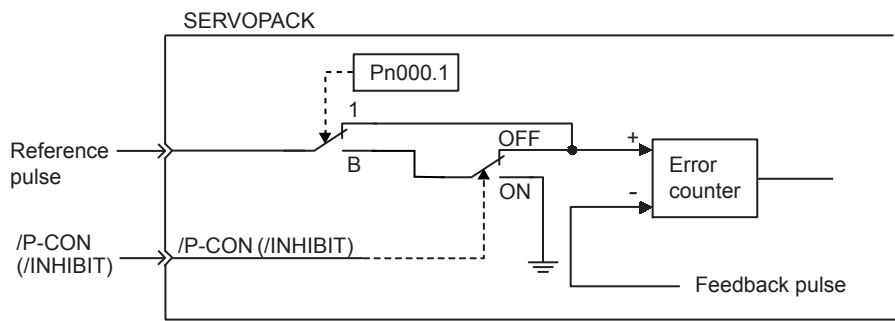 SERVOPACK
Pn000.1
1
Reference
pulse
B
OFF
ON
+
-
Error
counter
/P-CON
(/INHIBIT)
/P-CON (/INHIBIT)
Feedback pulse